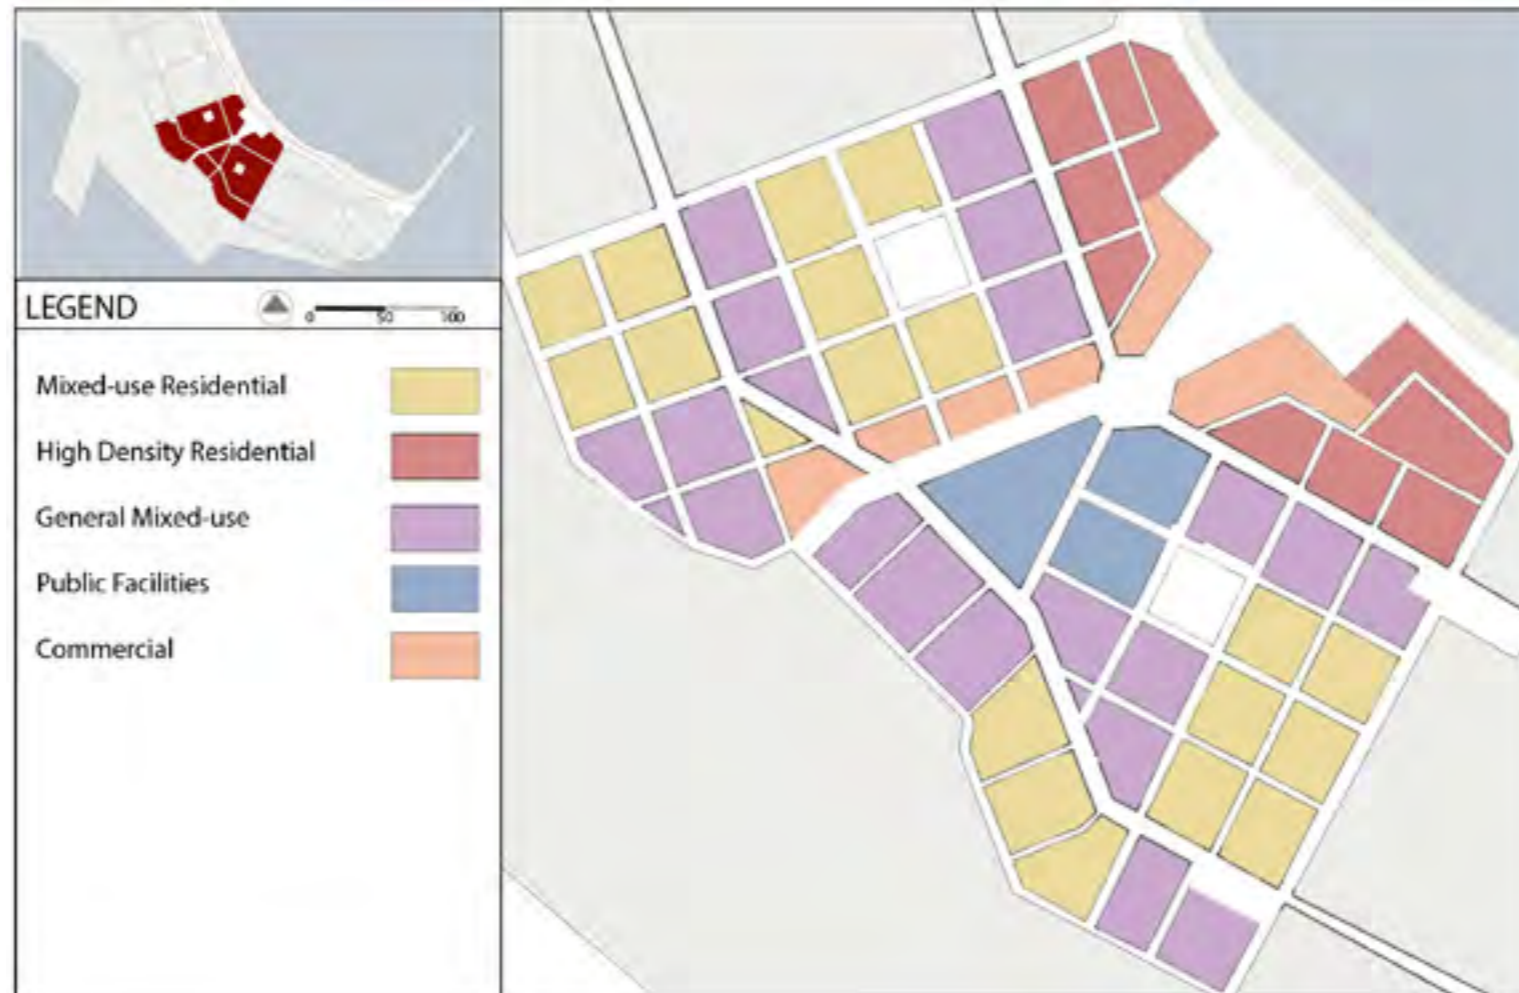 LEGEND
0 50 100
Mixed-use Residential
High Density Residential
General Mixed-use
Public Facilities
Commercial